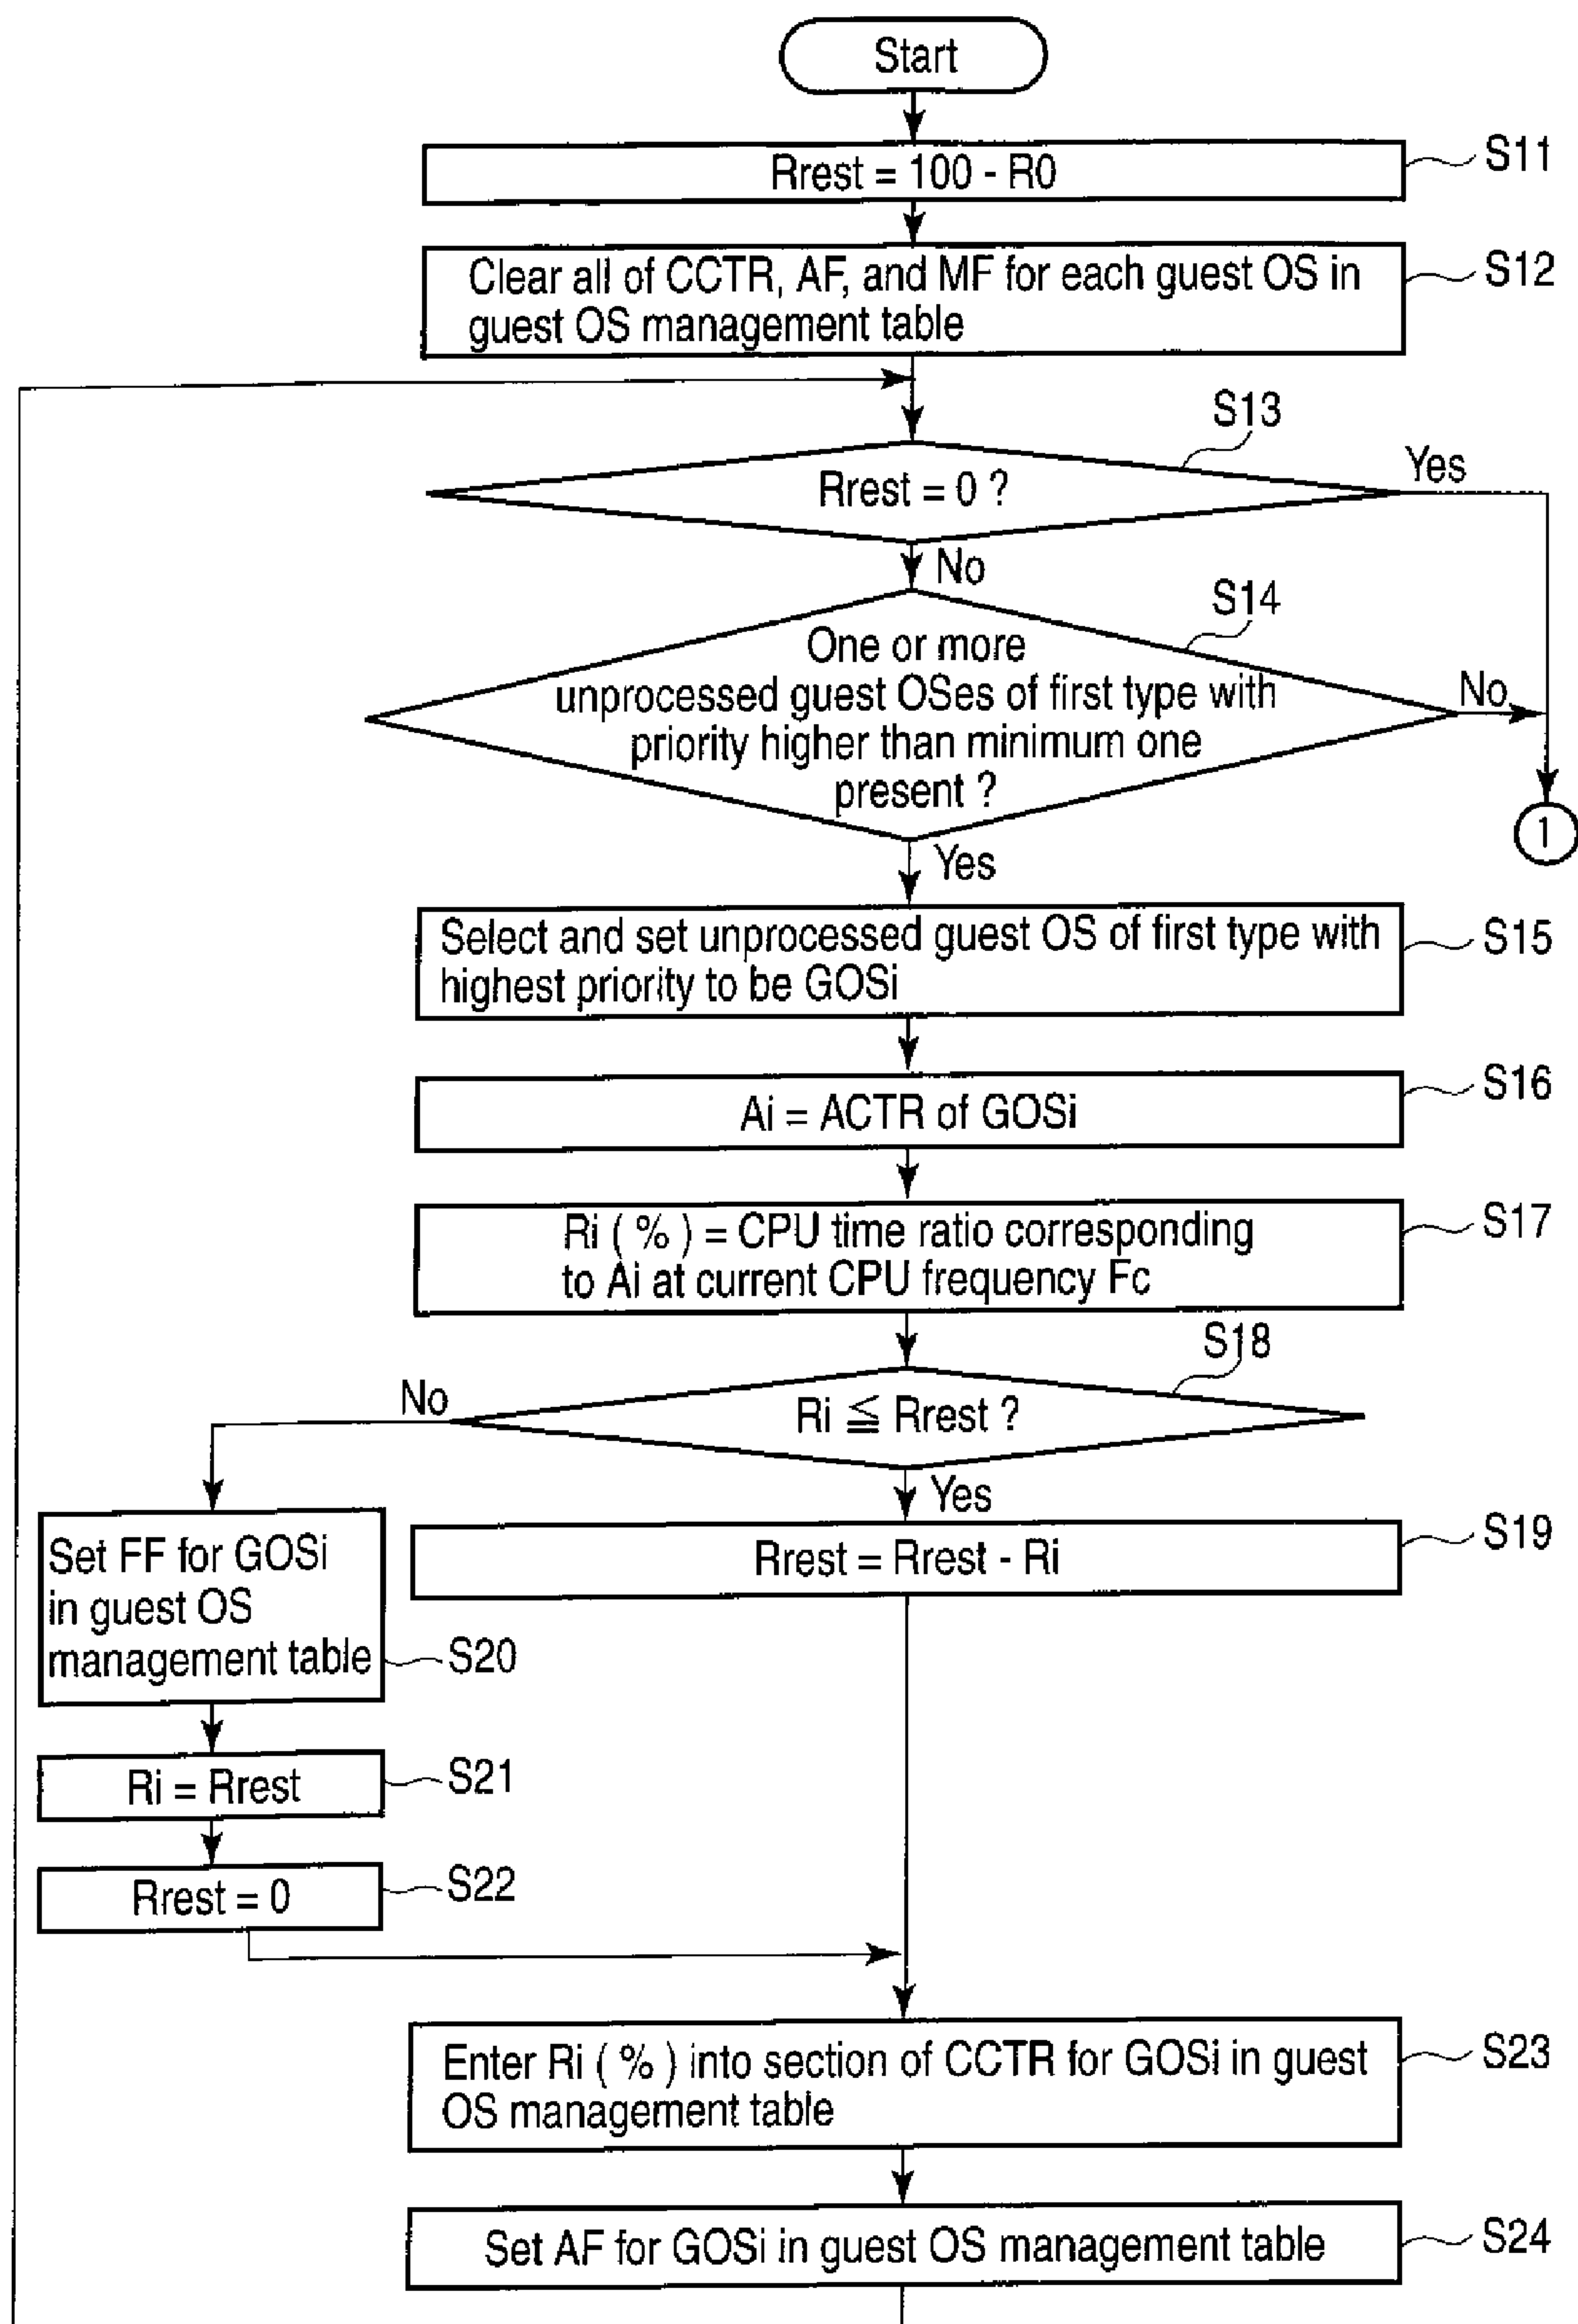 Start
Rrest = 100 - R0
S11
Clear all of CCTR, AF, and MF for each guest OS in
guest OS management table
S12
S13
Rrest = 0 ?
Yes
No
S14
One or more
unprocessed guest OSes of first type with
priority higher than minimum one
present ?
No
1
Yes
Select and set unprocessed guest OS of first type with
highest priority to be GOSi
S15
Ai = ACTR of GOSi
S16
Ri ( % ) = CPU time ratio corresponding
to Ai at current CPU frequency Fc
S17
S18
Ri ≦ Rrest ?
No
Yes
Set FF for GOSi
in guest OS
management table
S20
Rrest = Rrest - Ri
S19
Ri = Rrest
S21
Rrest = 0
S22
Enter Ri ( % ) into section of CCTR for GOSi in guest
OS management table
S23
Set AF for GOSi in guest OS management table
S24